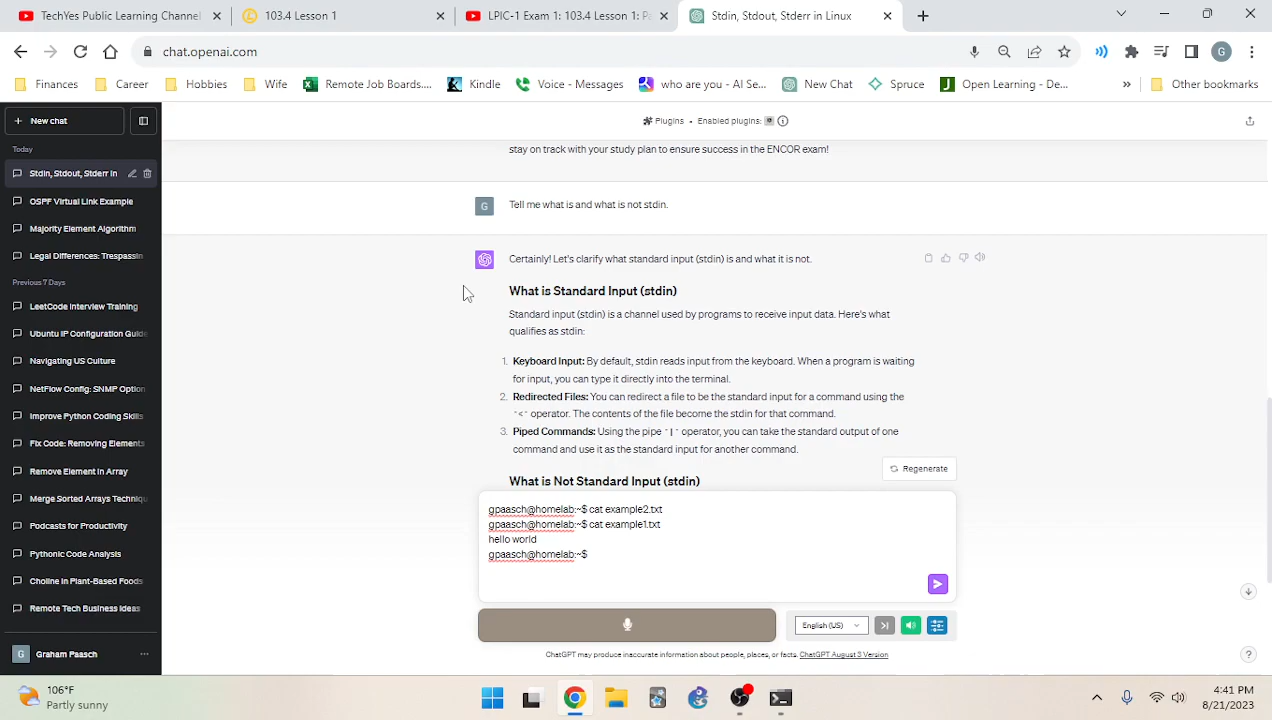 TechYes Public Learning Channel
103.4 Lesson 1
LPIC-1 Exam 1: 103.4 Lesson 1: Pa
Stdin, Stdout, Stderr in Linux
chat.openai.com
G
Finances
Career
Hobbies
Wife
Remote Job Boards....
Kindle
Voice - Messages
who are you - AI Se...
New Chat
Spruce
Open Learning - De...
Other bookmarks
New chat
Plugins - Enabled plugins:
Today
stay on track with your study plan to ensure success in the ENCOR exam!
Stdin, Stdout, Stderr in
OSPF Virtual Link Example
Majority Element Algorithm
Legal Differences: Trespassin
Previous 7 Days
LeetCode Interview Training
Ubuntu IP Configuration Guide
Navigating US Culture
NetFlow Config: SNMP Option
Improve Python Coding Skills
Fix Code: Removing Elements
Remove Element in Array
Merge Sorted Arrays Techniqu
Podcasts for Productivity
Pythonic Code Analysis
Choline in Plant-Based Foods
Remote Tech Business Ideas
Graham Paasch
G
Tell me what is and what is not stdin.
Certainly! Let's clarify what standard input (stdin) is and what it is not.
What is Standard Input (stdin)
Standard input (stdin) is a channel used by programs to receive input data. Here's what
qualifies as stdin:
1. Keyboard Input: By default, stdin reads input from the keyboard. When a program is waiting
for input, you can type it directly into the terminal.
2. Redirected Files: You can redirect a file to be the standard input for a command using the
`<` operator. The contents of the file become the stdin for that command.
3. Piped Commands: Using the pipe `|` operator, you can take the standard output of one
command and use it as the standard input for another command.
Regenerate
What is Not Standard Input (stdin)
gpaasch@homelab:~$ cat example2.txt
gpaasch@homelab:~$ cat example1.txt
hello world
gpaasch@homelab:~$
English (US)
ChatGPT may produce inaccurate information about people, places, or facts. ChatGPT August 3 Version
106°F
Partly sunny
4:41 PM
8/21/2023